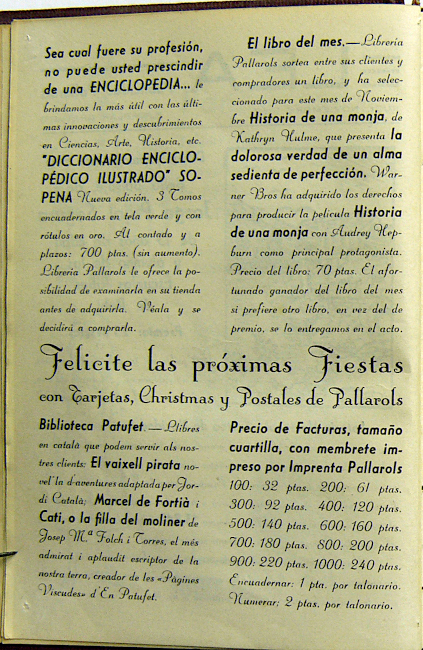 Sea cual fuere su profesión,
no puede usted prescindir
de una ENCICLOPEDIA... le
brindamos la más útil con las últi-
mas innovaciones y descubrimientos
en Ciencias, Arte, Historia, etc.
"DICCIONARIO ENCICLO-
PÉDICO ILUSTRADO" SO-
PENA Nueva edición. 3 Tomos
encuadernados en tela verde y con
rótulos en oro. Al contado y a
plazos: 700 ptas. (sin aumento).
Librería Pallarols le ofrece la po-
sibilidad de examinarla en su tienda
antes de adquirirla. Véala y se
decidirá a comprarla.
El libro del mes.—Librería
Pallarols sortea entre sus clientes y
compradores un libro, y ha selec-
cionado para este mes de Noviem-
bre Historia de una monja, de
Kathryn Hulme, que presenta la
dolorosa verdad de un alma
sedienta de perfección. War-
ner Bros ha adquirido los derechos
para producir la película Historia
de una monja con Audrey Hep-
burn como principal protagonista.
Precio del libro: 70 ptas. El afor-
tunado ganador del libro del mes
si prefiere otro libro, en vez del de
premio, se lo entregamos en el acto.
Felicite las próximas Fiestas
con Tarjetas, Christmas y Postales de Pallarols
Biblioteca Patufet.—Llibres
en català que podem servir als nos-
tres clients: El vaixell pirata no-
vel·la d'aventures adaptada per Jor-
di Català; Marcel de Fortià i
Cati, o la filla del moliner de
Josep M.ª Folch i Torres, el més
admirat i aplaudit escriptor de la
nostra terra, creador de les «Pàgines
Viscudes» d'En Patufet.
Precio de Facturas, tamaño
cuartilla, con membrete im-
preso por Imprenta Pallarols
100: 32 ptas. 200: 61 ptas.
300: 92 ptas. 400: 120 ptas.
500: 140 ptas. 600: 160 ptas.
700: 180 ptas. 800: 200 ptas.
900: 220 ptas. 1000: 240 ptas.
Encuadernar: 1 pta. por talonario.
Numerar: 2 ptas. por talonario.